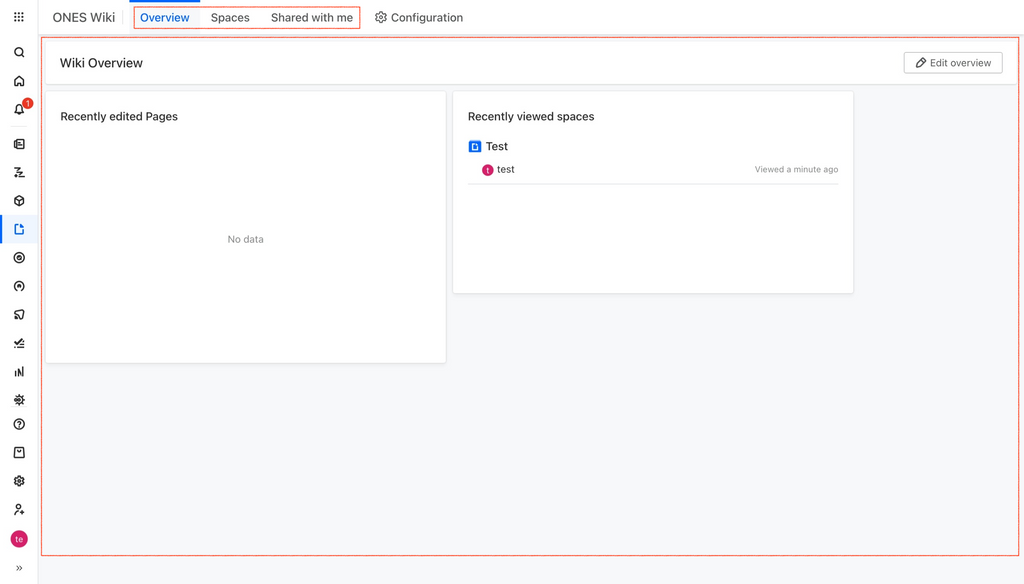 ONES Wiki
Overview
Spaces
Shared with me
Configuration
1
Wiki Overview
Edit overview
Recently edited Pages
No data
Recently viewed spaces
Test
t
test
Viewed a minute ago
te